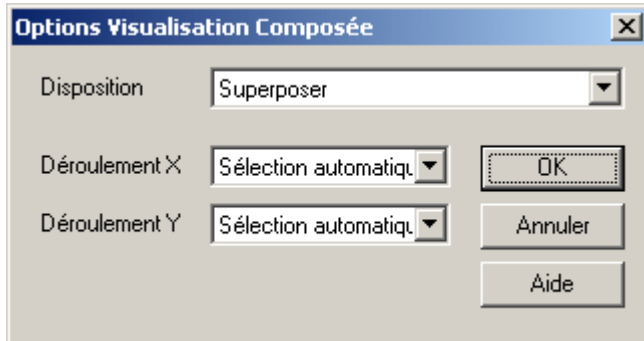 Options Visualisation Composée
Disposition
Superposer
Déroulement X
Sélection automatiqu
OK
Déroulement Y
Sélection automatiqu
Annuler
Aide